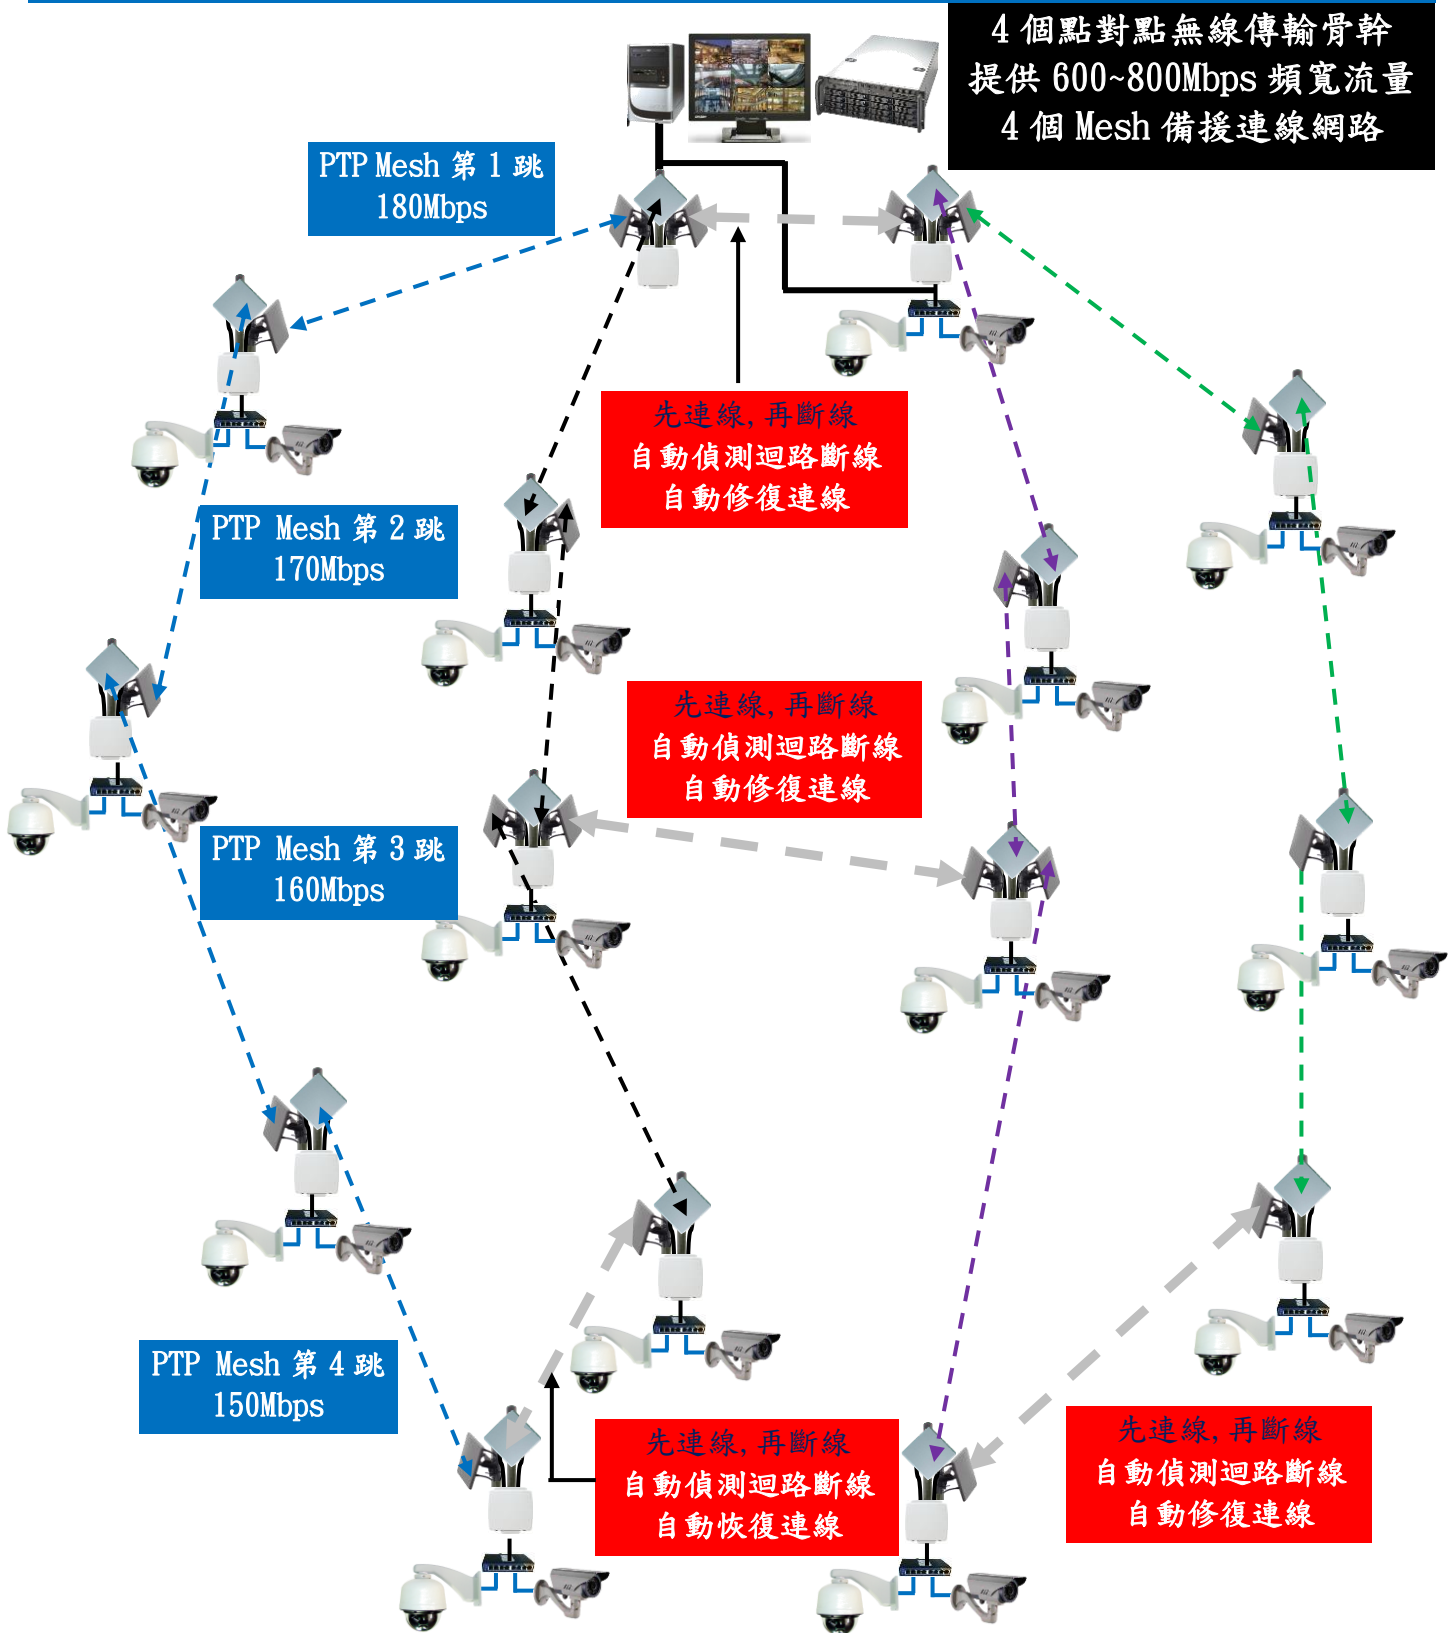 4 個點對點無線傳輸骨幹
提供 600~800Mbps 頻寬流量
4 個 Mesh 備援連線網路
PTP Mesh 第 1 跳
180Mbps
先連線, 再斷線
自動偵測迴路斷線
自動修復連線
PTP Mesh 第 2 跳
170Mbps
先連線, 再斷線
自動偵測迴路斷線
自動修復連線
PTP Mesh 第 3 跳
160Mbps
PTP Mesh 第 4 跳
150Mbps
先連線, 再斷線
自動偵測迴路斷線
自動恢復連線
先連線, 再斷線
自動偵測迴路斷線
自動修復連線